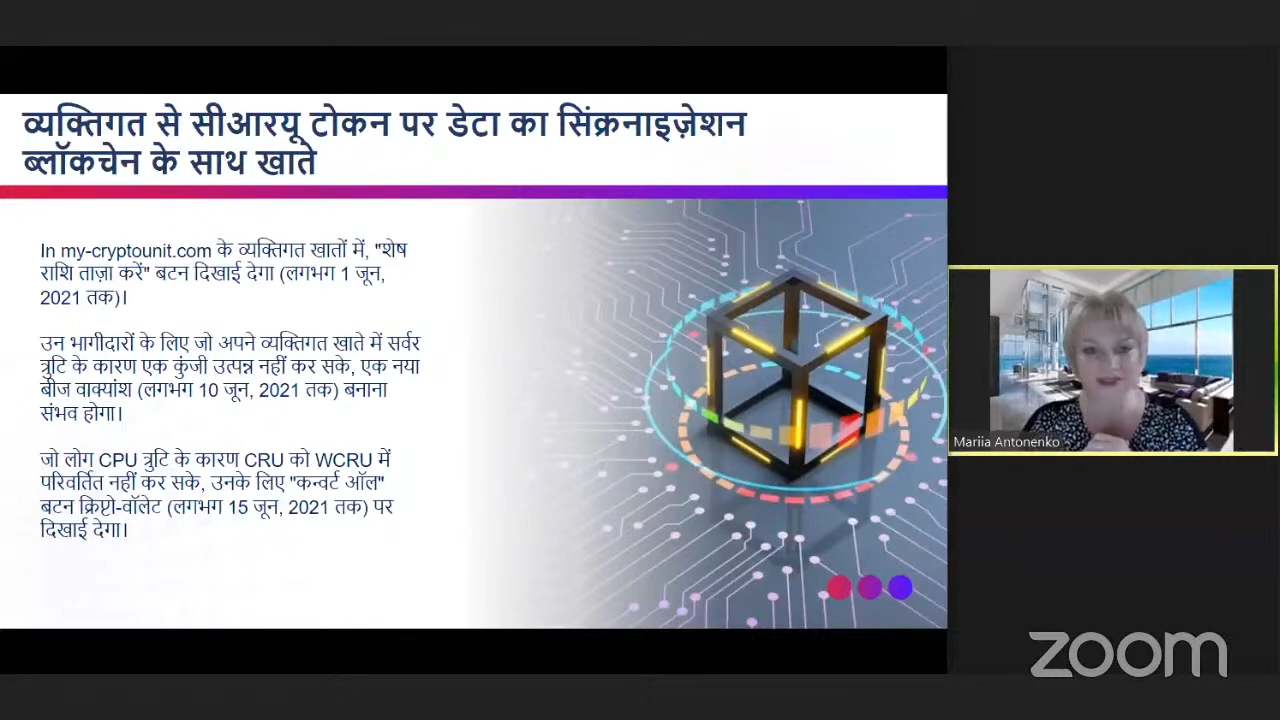 व्यक्तिगत से सीआरयू टोकन पर डेटा का सिंक्रनाइज़ेशन
ब्लॉकचेन के साथ खाते
In my-cryptounit.com के व्यक्तिगत खातों में, "शेष
राशि ताज़ा करें" बटन दिखाई देगा (लगभग 1 जून,
2021 तक)।
उन भागीदारों के लिए जो अपने व्यक्तिगत खाते में सर्वर
त्रुटि के कारण एक कुंजी उत्पन्न नहीं कर सके, एक नया
बीज वाक्यांश (लगभग 10 जून, 2021 तक) बनाना
संभव होगा।
जो लोग CPU त्रुटि के कारण CRU को WCRU में
परिवर्तित नहीं कर सके, उनके लिए "कन्वर्ट ऑल"
बटन क्रिप्टो-वॉलेट (लगभग 15 जून, 2021 तक) पर
दिखाई देगा।
Mariia Antonenko
zoom